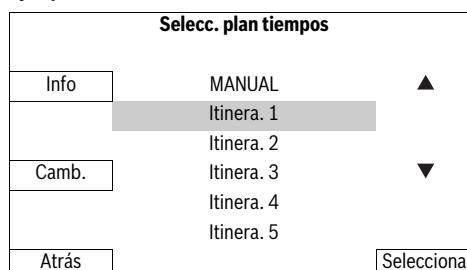 Selecc. plan tiempos
Info MANUAL ▲
Itinera. 1
Itinera. 2
Camb. Itinera. 3 ▼
Itinera. 4
Itinera. 5
Atrás Selecciona